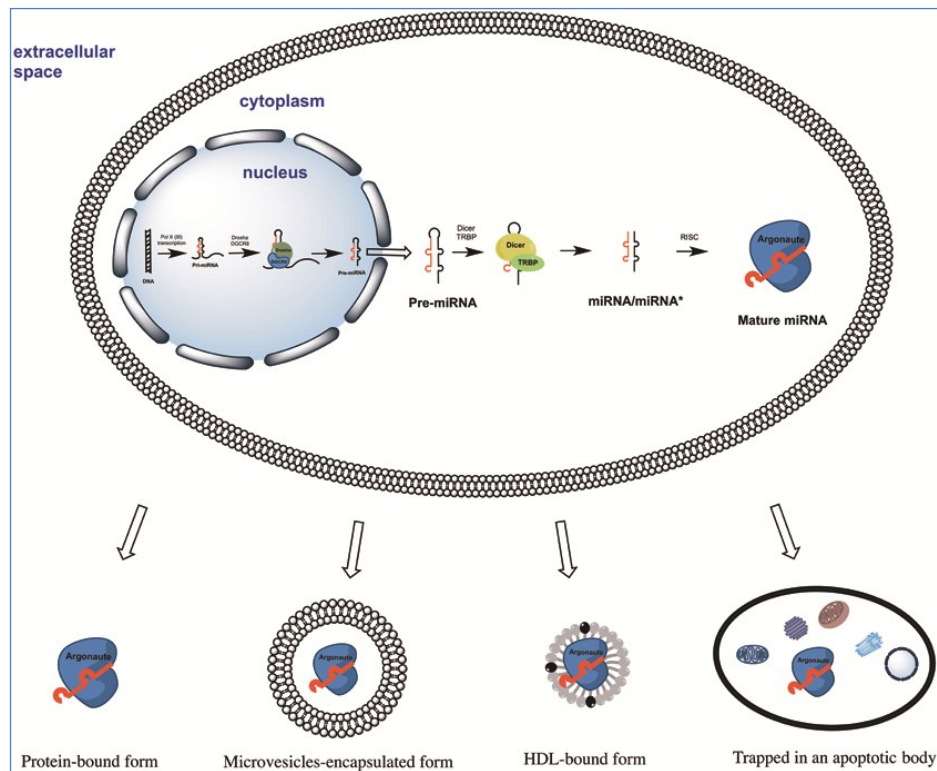 extracellular
space
cytoplasm
nucleus
Pol II (III)
transcription
DNA
Pri-miRNA
Drosha
DGCR8
Drosha
DGCR8
Pre-miRNA
Pre-miRNA
Dicer
TRBP
Dicer
TRBP
miRNA/miRNA*
RISC
Argonaute
Mature miRNA
Argonaute
Protein-bound form
Argonaute
Microvesicles-encapsulated form
Argonaute
HDL-bound form
Argonaute
Trapped in an apoptotic body